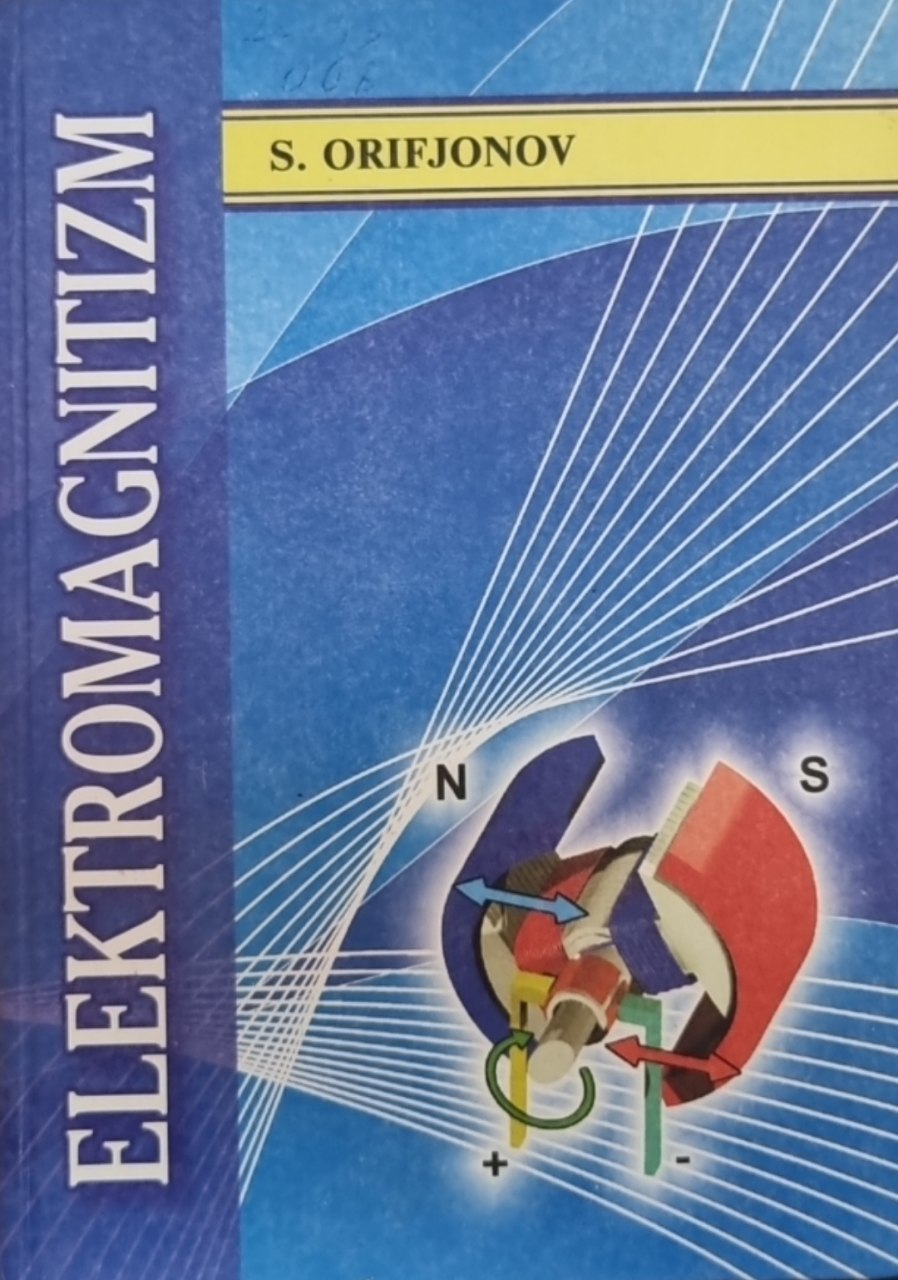 S. ORIFJONOV
ELEKTROMAGNITIZM
N
S
+
-